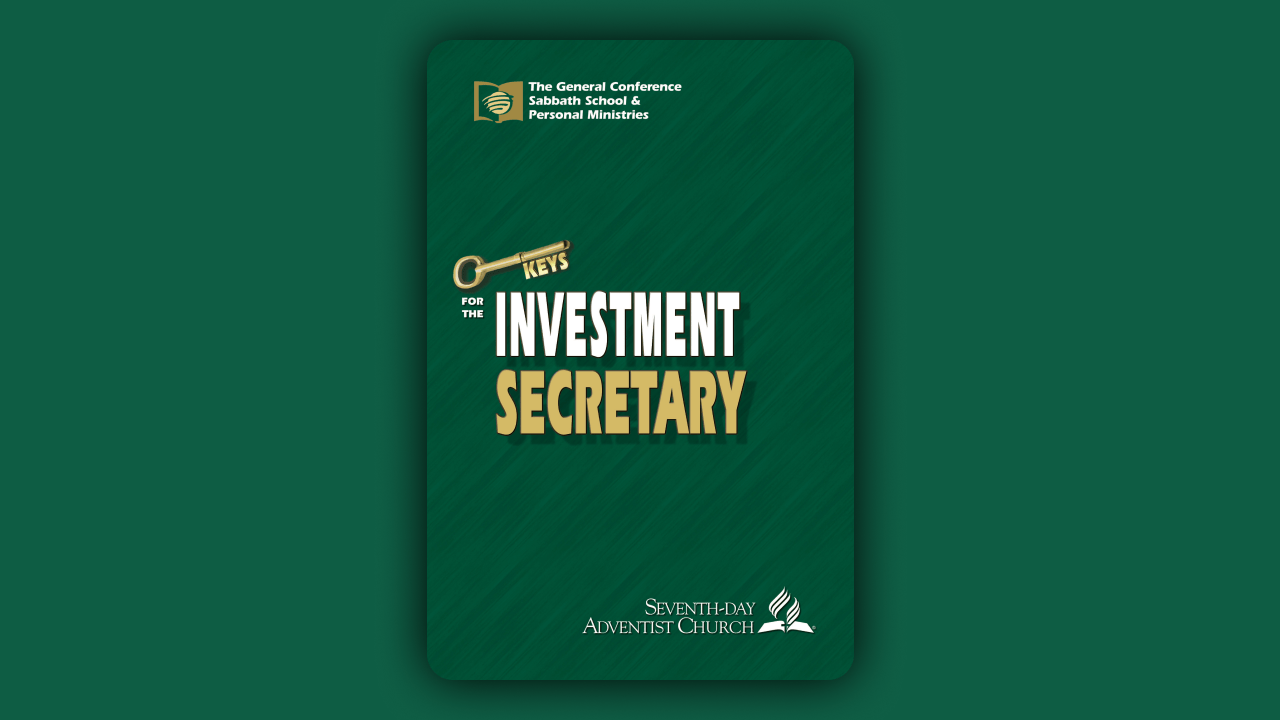 The General Conference
Sabbath School &
Personal Ministries
KEYS
FOR
THE
INVESTMENT
SECRETARY
SEVENTH-DAY
ADVENTIST CHURCH®